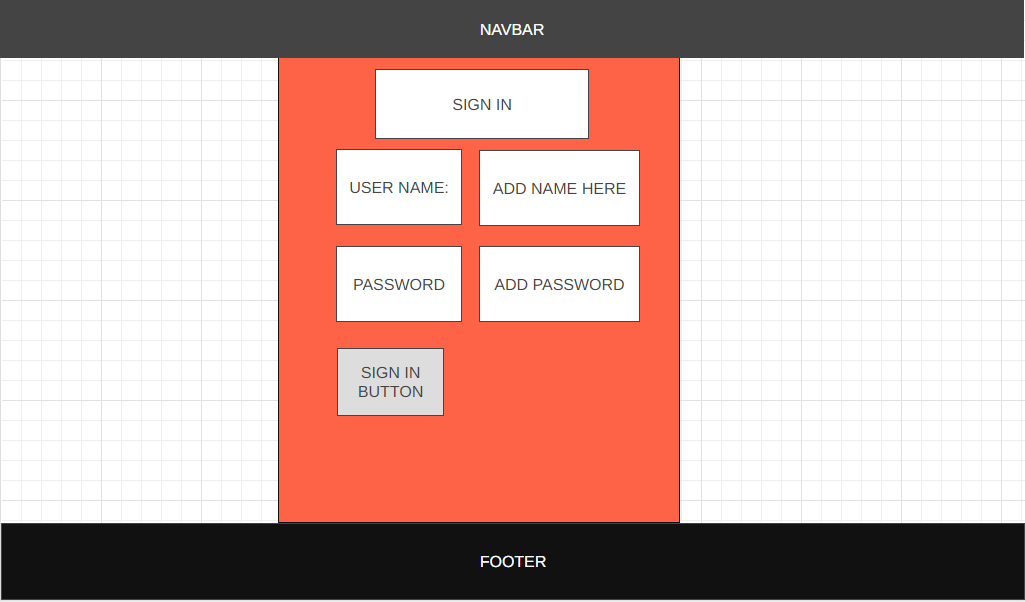 NAVBAR
SIGN IN
USER NAME:
ADD NAME HERE
PASSWORD
ADD PASSWORD
SIGN IN
BUTTON
FOOTER